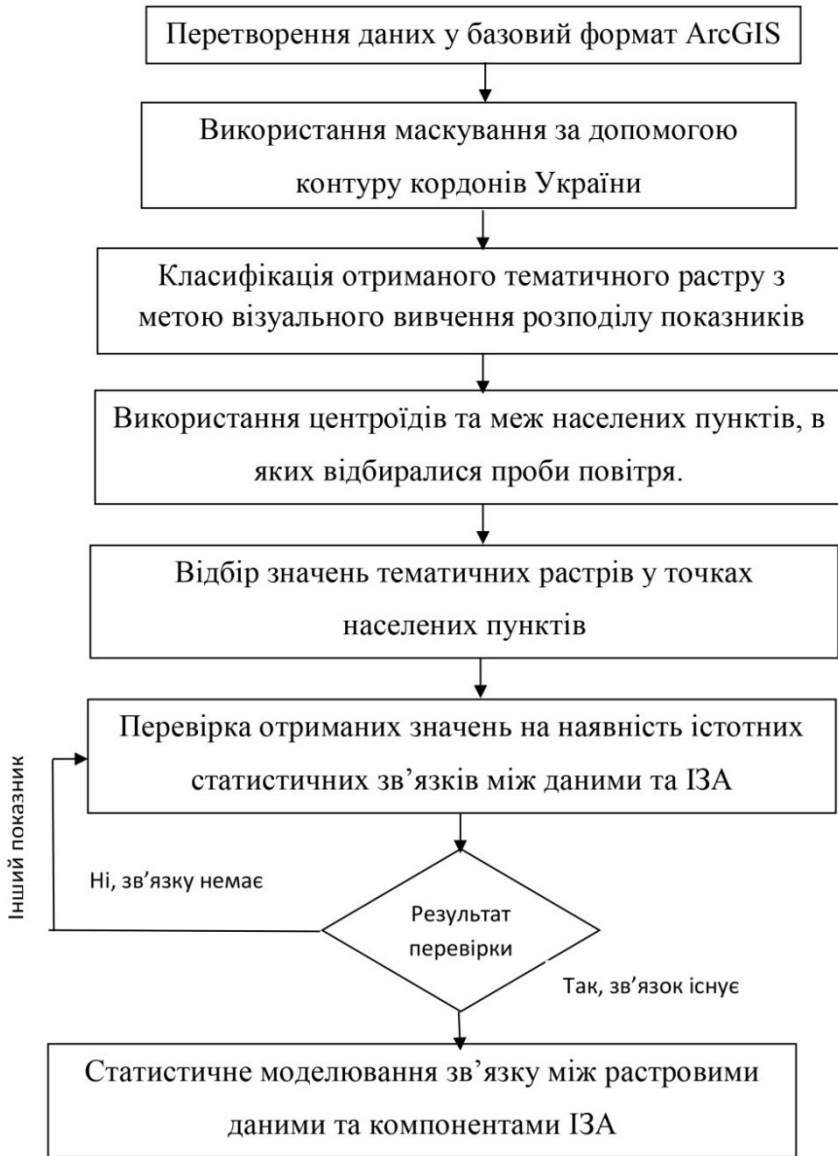 Перетворення даних у базовий формат ArcGIS
Використання маскування за допомогою
контуру кордонів України
Класифікація отриманого тематичного растру з
метою візуального вивчення розподілу показників
Використання центроїдів та меж населених пунктів, в
яких відбиралися проби повітря.
Відбір значень тематичних растрів у точках
населених пунктів
Перевірка отриманих значень на наявність істотних
статистичних зв’язків між даними та ІЗА
Інший показник
Ні, зв’язку немає
Результат
перевірки
Так, зв’язок існує
Статистичне моделювання зв’язку між растровими
даними та компонентами ІЗА